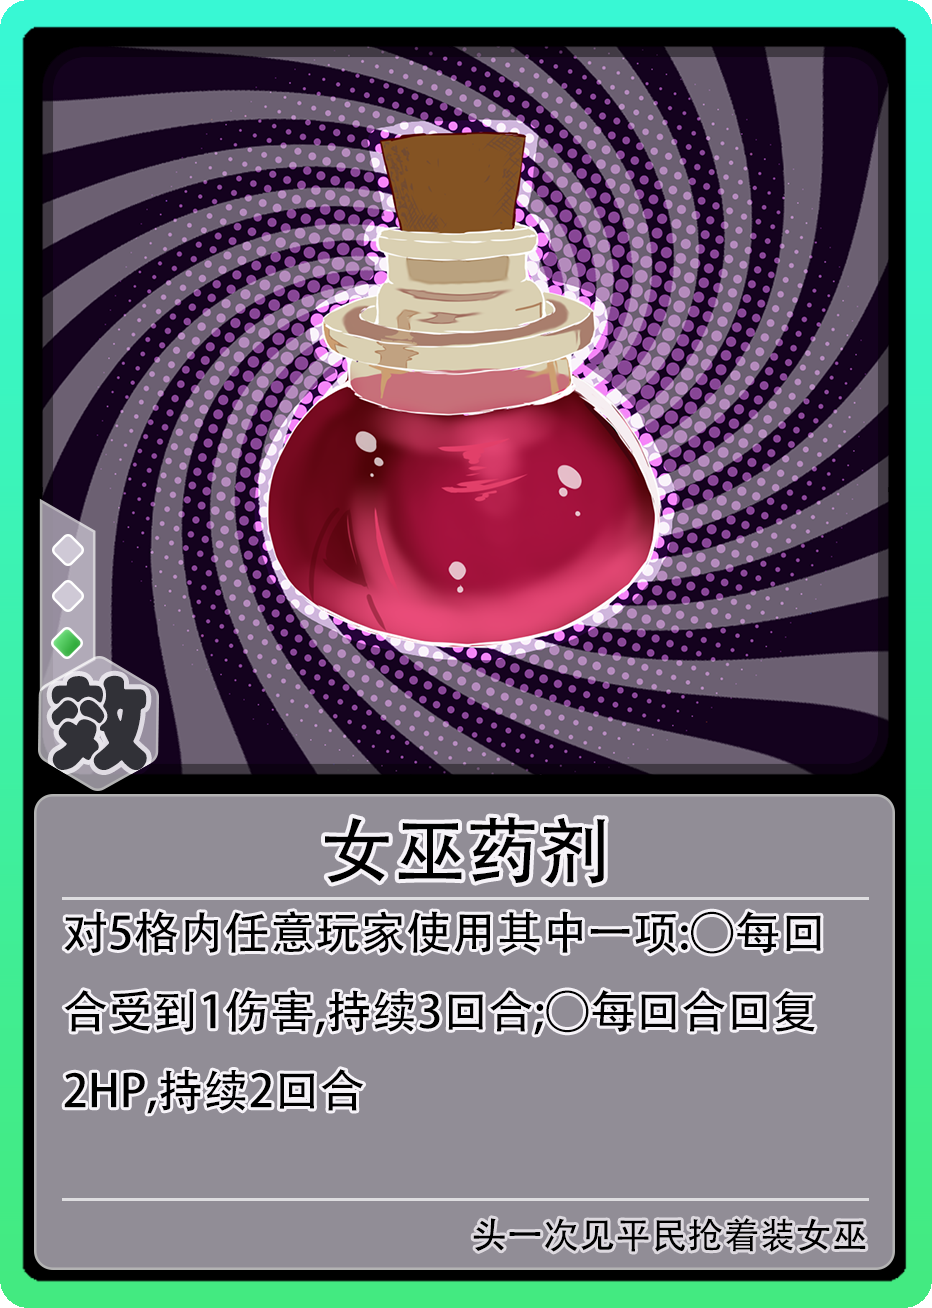 效
女巫药剂
对5格内任意玩家使用其中一项:○每回
合受到1伤害,持续3回合;○每回合回复
2HP,持续2回合
头一次见平民抢着装女巫